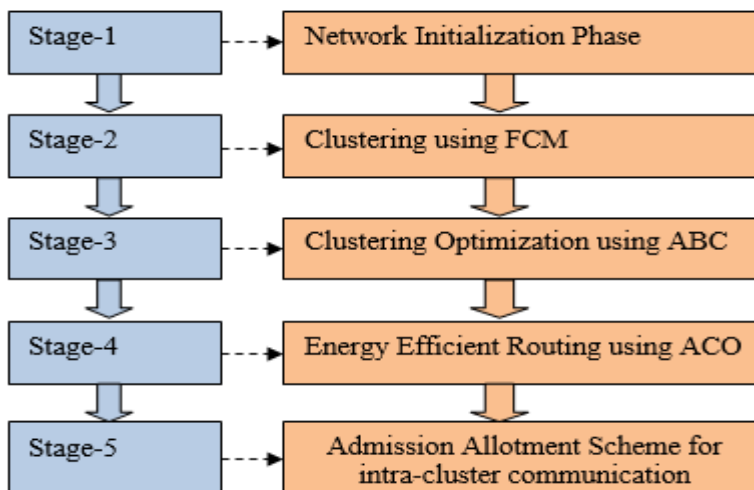 Stage-1
Network Initialization Phase
Stage-2
Clustering using FCM
Stage-3
Clustering Optimization using ABC
Stage-4
Energy Efficient Routing using ACO
Stage-5
Admission Allotment Scheme for
intra-cluster communication